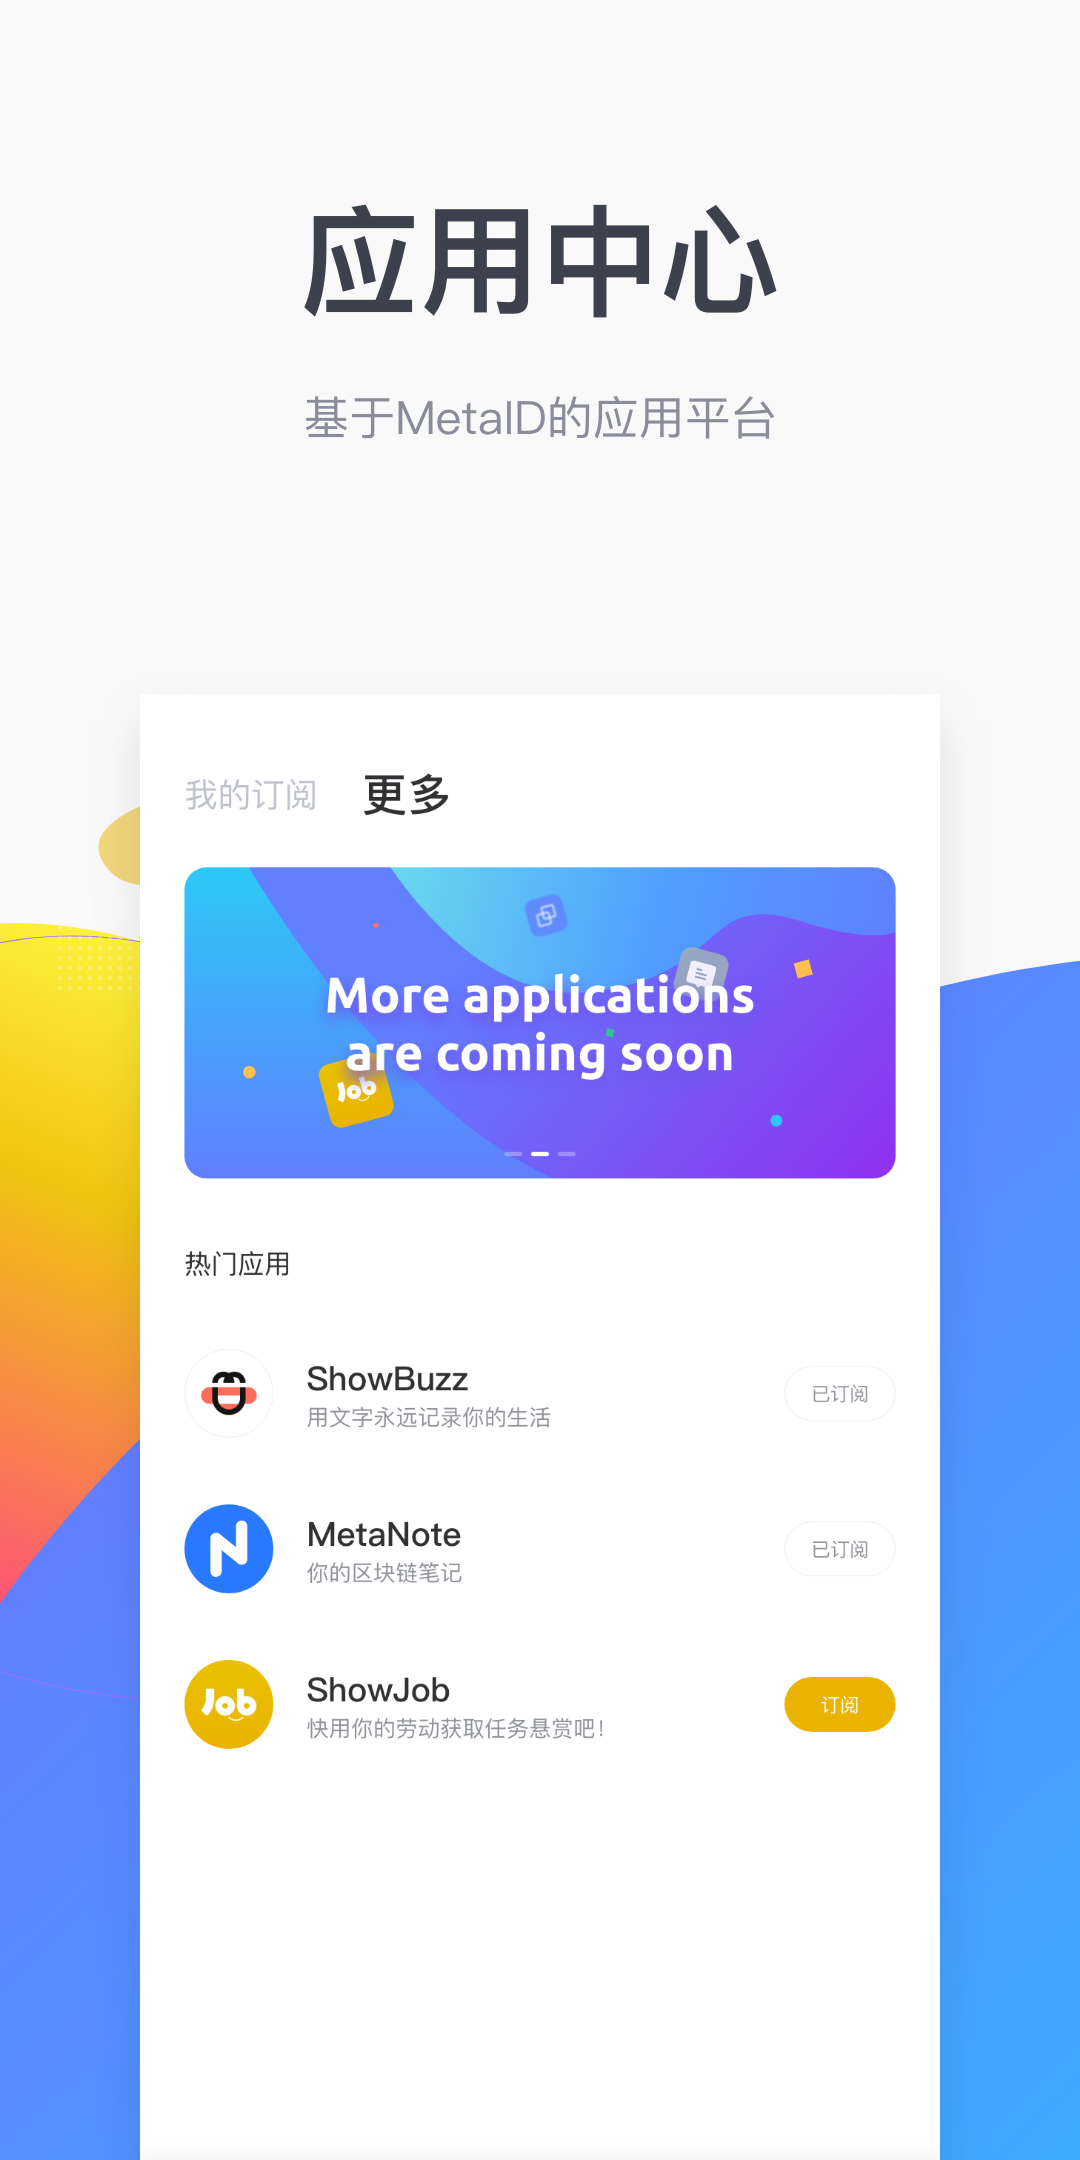 应用中心
基于MetaID的应用平台
我的订阅 更多
More applications
are coming soon
Job
热门应用
ShowBuzz
用文字永远记录你的生活
已订阅
MetaNote
你的区块链笔记
已订阅
Job
ShowJob
快用你的劳动获取任务悬赏吧!
订阅